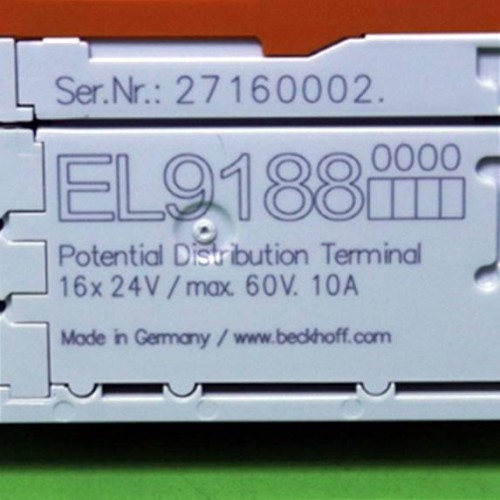 Ser.Nr.: 27160002.
EL9188 0000
Potential Distribution Terminal
16x 24V / max. 60V. 10A
Made in Germany / www.beckhoff.com